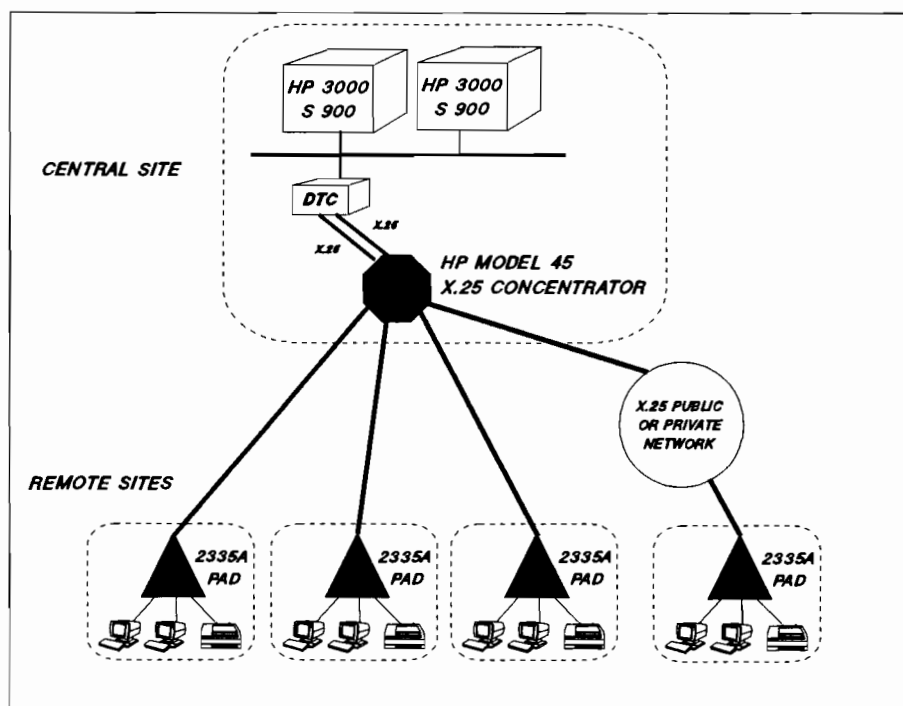 HP 3000
S 900
HP 3000
S 900
CENTRAL SITE
DTC
X.25
X.25
HP MODEL 45
X.25 CONCENTRATOR
X.25 PUBLIC
OR PRIVATE
NETWORK
REMOTE SITES
2335A
PAD
2335A
PAD
2335A
PAD
2335A
PAD